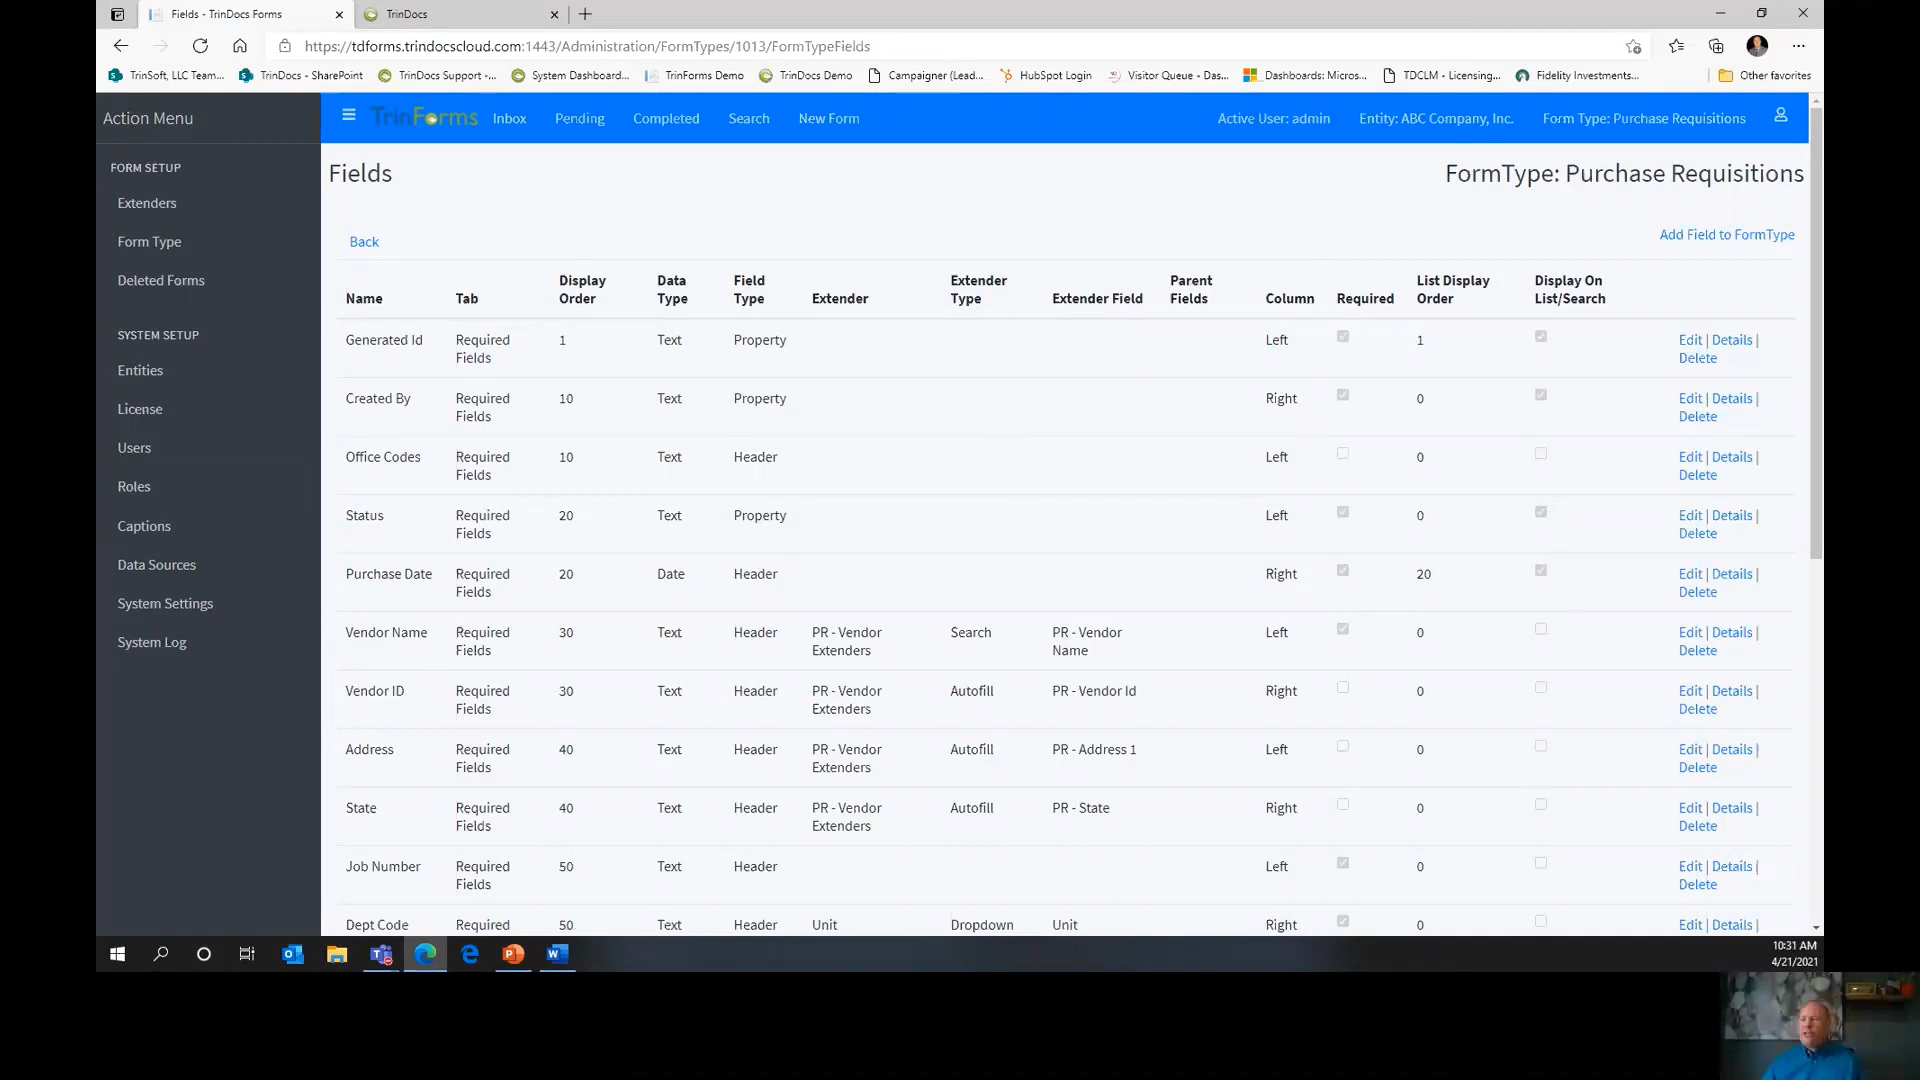 Fields - TrinDocs Forms
TrinDocs
https://tdforms.trindocscloud.com:1443/Administration/FormTypes/1013/FormTypeFields
TrinSoft, LLC Team...
TrinDocs - SharePoint
TrinDocs Support -...
System Dashboard...
TrinForms Demo
TrinDocs Demo
Campaigner (Lead...
HubSpot Login
Visitor Queue - Das...
Dashboards: Micros...
TDCLM - Licensing...
Fidelity Investments...
Other favorites
Action Menu
TrinForms
Inbox
Pending
Completed
Search
New Form
Active User: admin
Entity: ABC Company, Inc.
Form Type: Purchase Requisitions
FORM SETUP
Extenders
Form Type
Deleted Forms
SYSTEM SETUP
Entities
License
Users
Roles
Captions
Data Sources
System Settings
System Log
Fields
FormType: Purchase Requisitions
Back
Add Field to FormType
Name
Tab
Display
Order
Data
Type
Field
Type
Extender
Extender
Type
Extender Field
Parent
Fields
Column
Required
List Display
Order
Display On
List/Search
Generated Id
Required
Fields
1
Text
Property
Left
1
Edit | Details |
Delete
Created By
Required
Fields
10
Text
Property
Right
0
Edit | Details |
Delete
Office Codes
Required
Fields
10
Text
Header
Left
0
Edit | Details |
Delete
Status
Required
Fields
20
Text
Property
Left
0
Edit | Details |
Delete
Purchase Date
Required
Fields
20
Date
Header
Right
20
Edit | Details |
Delete
Vendor Name
Required
Fields
30
Text
Header
PR - Vendor
Extenders
Search
PR - Vendor
Name
Left
0
Edit | Details |
Delete
Vendor ID
Required
Fields
30
Text
Header
PR - Vendor
Extenders
Autofill
PR - Vendor Id
Right
0
Edit | Details |
Delete
Address
Required
Fields
40
Text
Header
PR - Vendor
Extenders
Autofill
PR - Address 1
Left
0
Edit | Details |
Delete
State
Required
Fields
40
Text
Header
PR - Vendor
Extenders
Autofill
PR - State
Right
0
Edit | Details |
Delete
Job Number
Required
Fields
50
Text
Header
Left
0
Edit | Details |
Delete
Dept Code
Required
50
Text
Header
Unit
Dropdown
Unit
Right
0
Edit | Details |
10:31 AM
4/21/2021